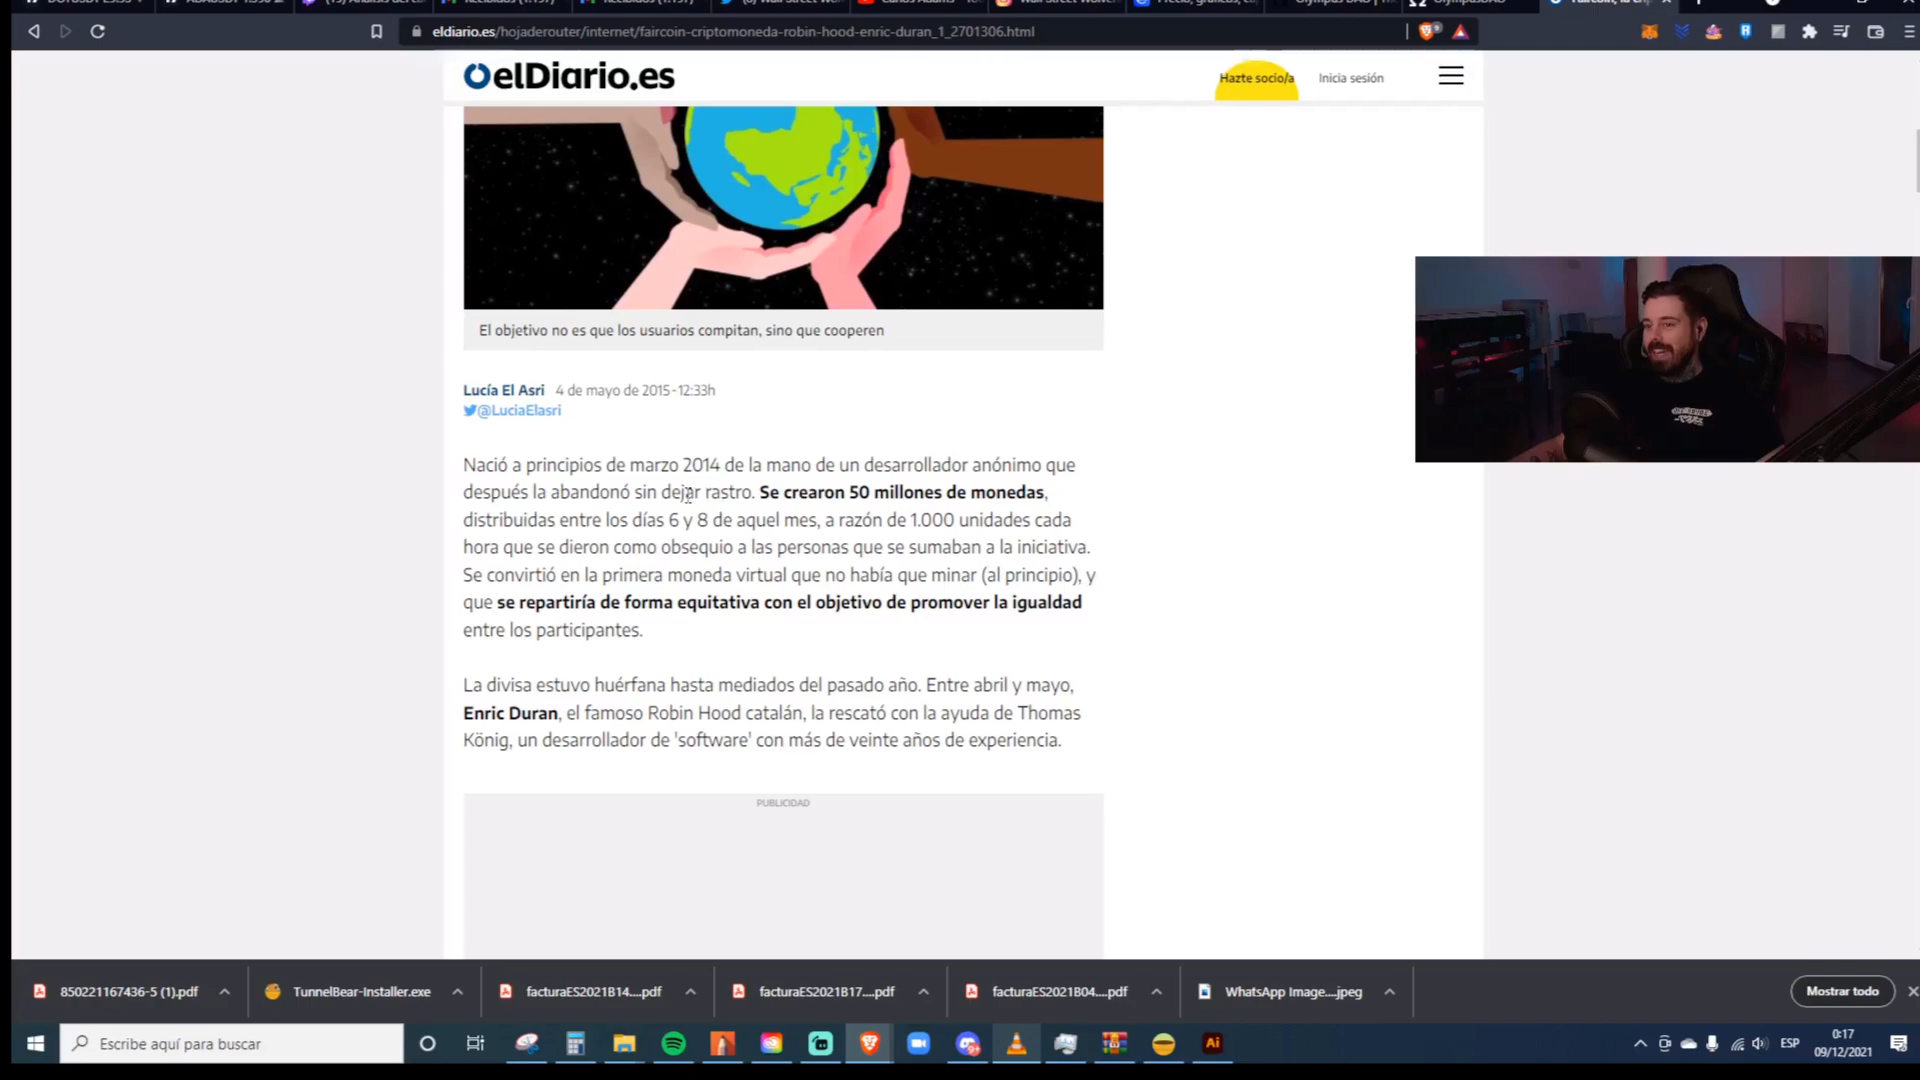 Recibidos (1.197)
eldiario.es/hojaderouter/internet/faircoin-criptomoneda-robin-hood-enric-duran_1_2701306.html
elDiario.es
Hazte socio/a
Inicia sesión
El objetivo no es que los usuarios compitan, sino que cooperen
Lucía El Asri 4 de mayo de 2015 - 12:33h
@LuciaElasri
Nació a principios de marzo 2014 de la mano de un desarrollador anónimo que
después la abandonó sin dejar rastro. Se crearon 50 millones de monedas,
distribuidas entre los días 6 y 8 de aquel mes, a razón de 1.000 unidades cada
hora que se dieron como obsequio a las personas que se sumaban a la iniciativa.
Se convirtió en la primera moneda virtual que no había que minar (al principio), y
que se repartiría de forma equitativa con el objetivo de promover la igualdad
entre los participantes.
La divisa estuvo huérfana hasta mediados del pasado año. Entre abril y mayo,
Enric Duran, el famoso Robin Hood catalán, la rescató con la ayuda de Thomas
König, un desarrollador de 'software' con más de veinte años de experiencia.
PUBLICIDAD
850221167436-5 (1).pdf
TunnelBear-Installer.exe
facturaES2021B14....pdf
facturaES2021B17....pdf
facturaES2021B04....pdf
WhatsApp Image....jpeg
Mostrar todo
Escribe aquí para buscar
Ai
ESP
0:17
09/12/2021